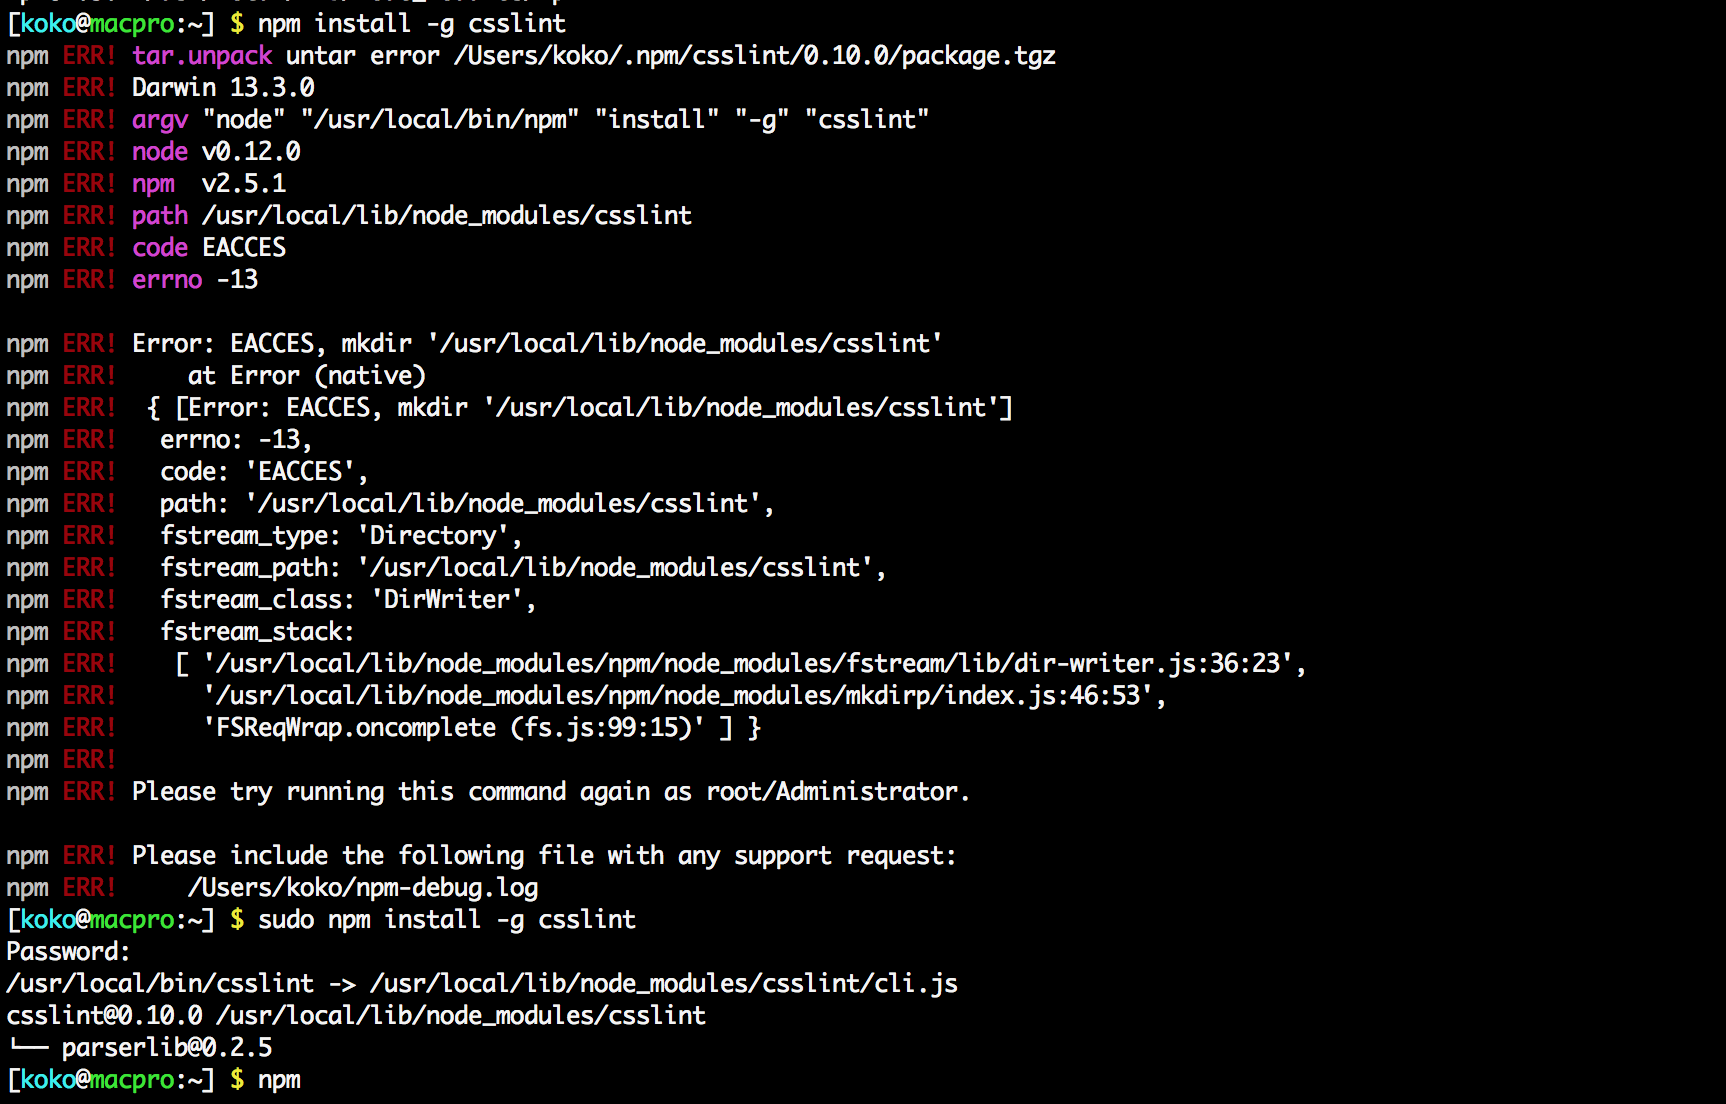 [koko@macpro:~] $ npm install -g csslint
npm ERR! tar.unpack untar error /Users/koko/.npm/csslint/0.10.0/package.tgz
npm ERR! Darwin 13.3.0
npm ERR! argv "node" "/usr/local/bin/npm" "install" "-g" "csslint"
npm ERR! node v0.12.0
npm ERR! npm  v2.5.1
npm ERR! path /usr/local/lib/node_modules/csslint
npm ERR! code EACCES
npm ERR! errno -13

npm ERR! Error: EACCES, mkdir '/usr/local/lib/node_modules/csslint'
npm ERR!     at Error (native)
npm ERR!  { [Error: EACCES, mkdir '/usr/local/lib/node_modules/csslint']
npm ERR!   errno: -13,
npm ERR!   code: 'EACCES',
npm ERR!   path: '/usr/local/lib/node_modules/csslint',
npm ERR!   fstream_type: 'Directory',
npm ERR!   fstream_path: '/usr/local/lib/node_modules/csslint',
npm ERR!   fstream_class: 'DirWriter',
npm ERR!   fstream_stack:
npm ERR!    [ '/usr/local/lib/node_modules/npm/node_modules/fstream/lib/dir-writer.js:36:23',
npm ERR!      '/usr/local/lib/node_modules/npm/node_modules/mkdirp/index.js:46:53',
npm ERR!      'FSReqWrap.oncomplete (fs.js:99:15)' ] }
npm ERR!
npm ERR! Please try running this command again as root/Administrator.

npm ERR! Please include the following file with any support request:
npm ERR!     /Users/koko/npm-debug.log
[koko@macpro:~] $ sudo npm install -g csslint
Password:
/usr/local/bin/csslint -> /usr/local/lib/node_modules/csslint/cli.js
csslint@0.10.0 /usr/local/lib/node_modules/csslint
└── parserlib@0.2.5
[koko@macpro:~] $ npm